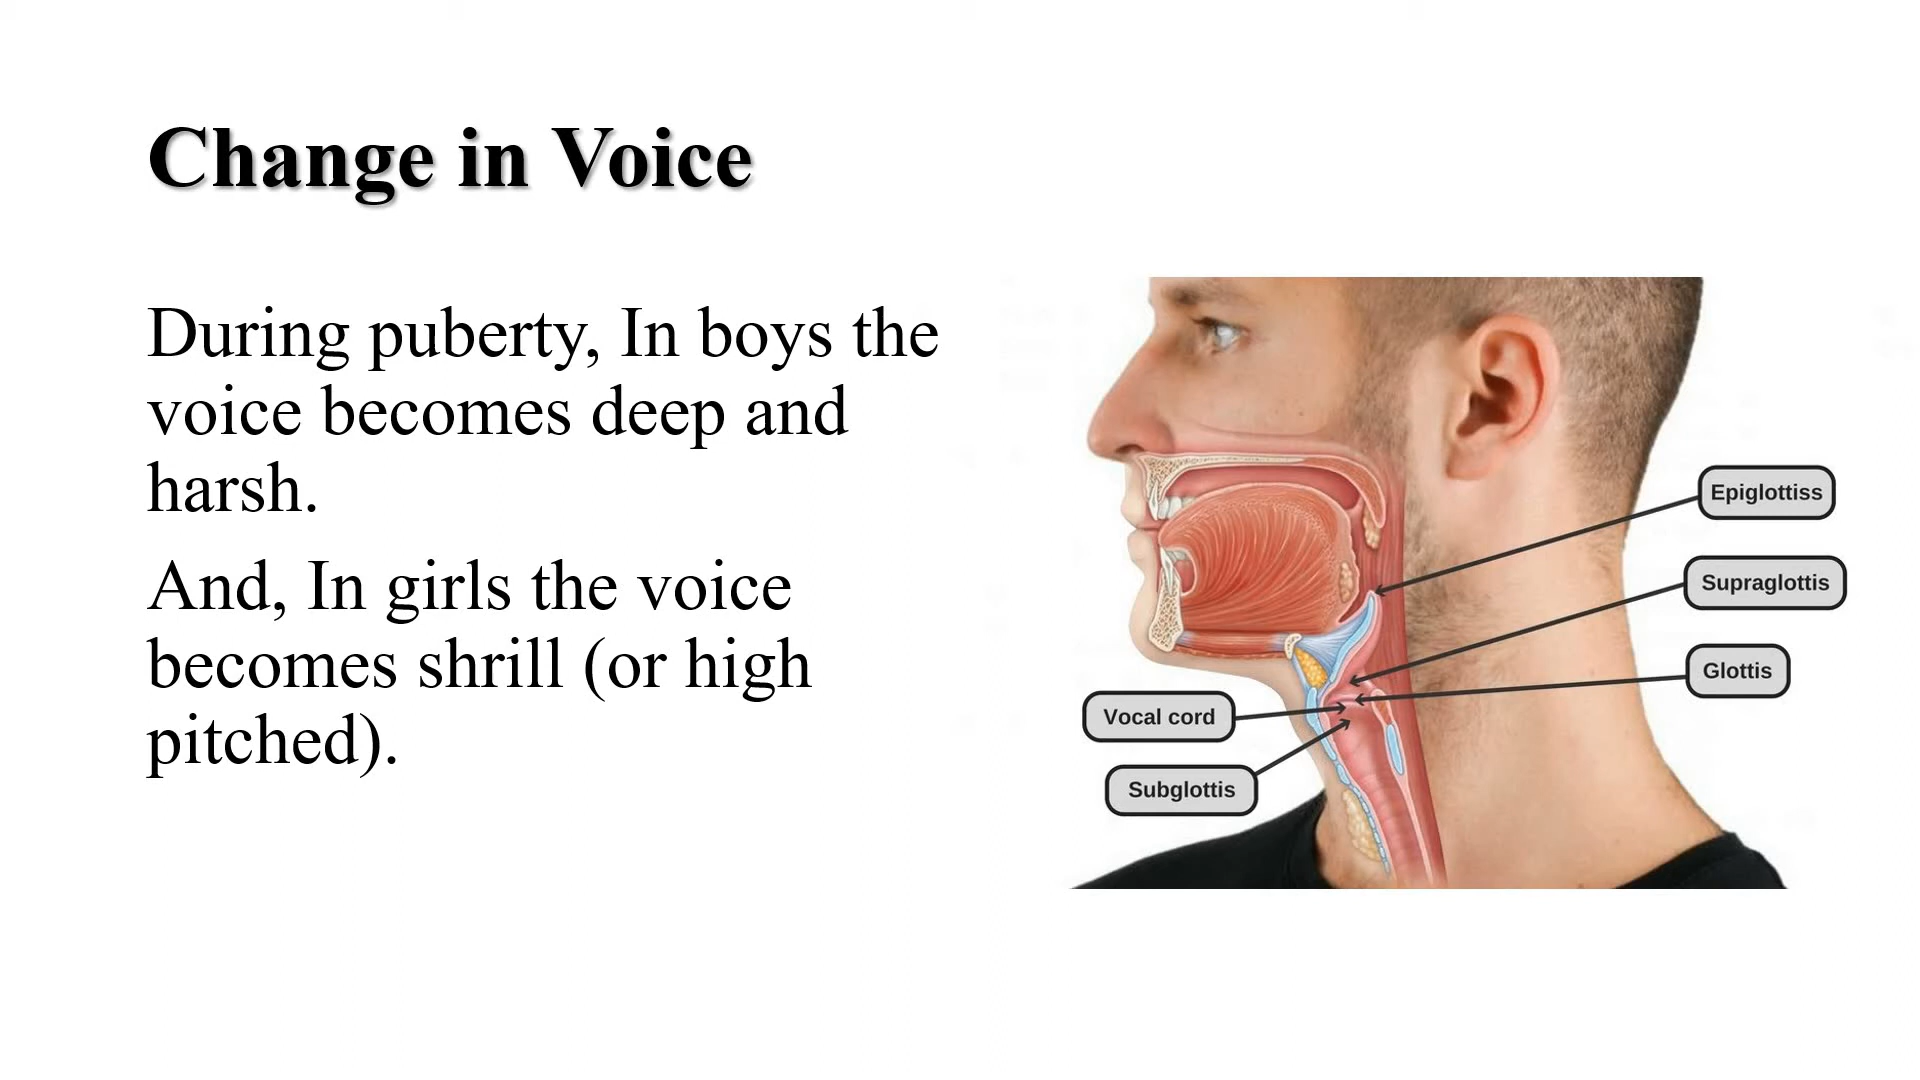 Change in Voice
During puberty, In boys the
voice becomes deep and
harsh.
And, In girls the voice
becomes shrill (or high
pitched).
Epiglottiss
Supraglottis
Glottis
Vocal cord
Subglottis